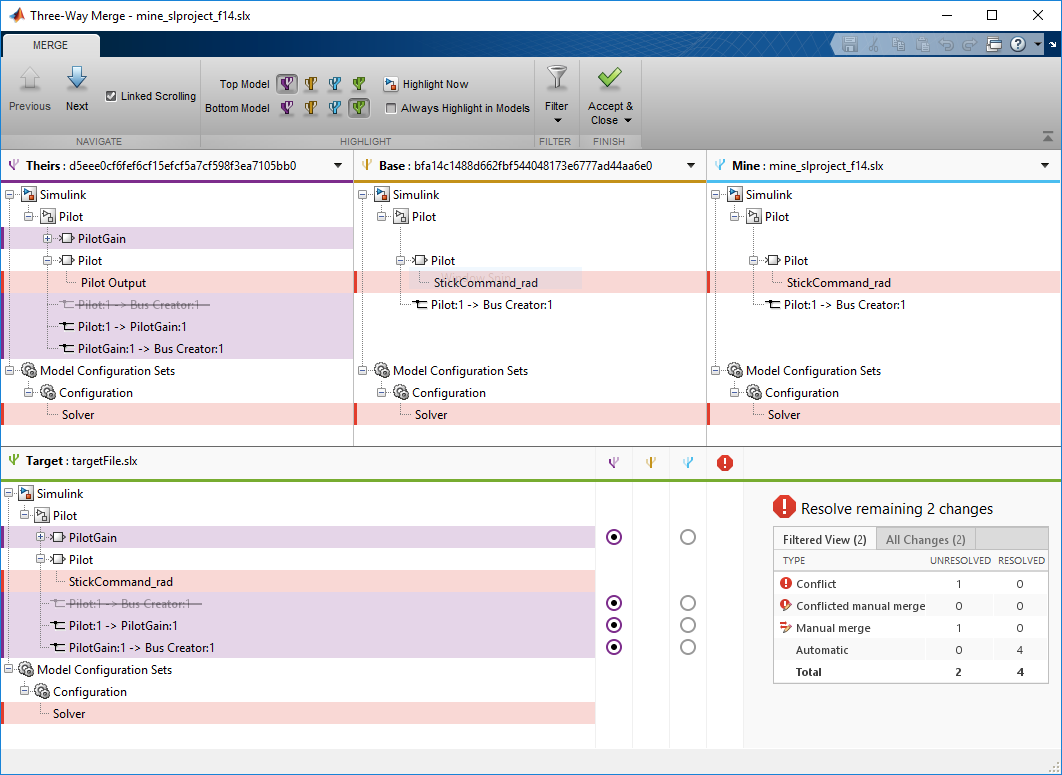 Three-Way Merge - mine_slproject_f14.slx
MERGE
Previous
Next
Linked Scrolling
Top Model
Bottom Model
Highlight Now
Always Highlight in Models
Filter
Accept &
Close
NAVIGATE
HIGHLIGHT
FILTER
FINISH
Theirs : d5eee0cf6fef6cf15efcf5a7cf598f3ea7105bb0
Simulink
Pilot
PilotGain
Pilot
Pilot Output
Pilot:1 -> Bus Creator:1
Pilot:1 -> PilotGain:1
PilotGain:1 -> Bus Creator:1
Model Configuration Sets
Configuration
Solver
Base : bfa14c1488d662fbf544048173e6777ad44aa6e0
Simulink
Pilot
Pilot
StickCommand_rad
Pilot:1 -> Bus Creator:1
Model Configuration Sets
Configuration
Solver
Mine : mine_slproject_f14.slx
Simulink
Pilot
Pilot
StickCommand_rad
Pilot:1 -> Bus Creator:1
Model Configuration Sets
Configuration
Solver
Target : targetFile.slx
Simulink
Pilot
PilotGain
Pilot
StickCommand_rad
Pilot:1 -> Bus Creator:1
Pilot:1 -> PilotGain:1
PilotGain:1 -> Bus Creator:1
Model Configuration Sets
Configuration
Solver
Resolve remaining 2 changes
Filtered View (2) All Changes (2)
TYPE UNRESOLVED RESOLVED
Conflict 1 0
Conflicted manual merge 0 0
Manual merge 1 0
Automatic 0 4
Total 2 4